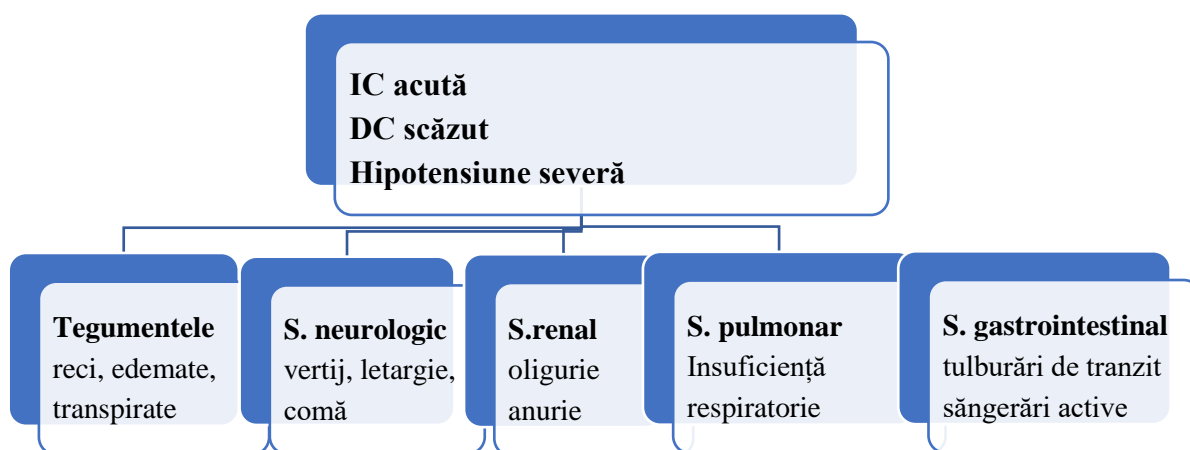 IC acută
DC scăzut
Hipotensiune severă
Tegumentele
reci, edemate,
transpirate
S. neurologic
vertij, letargie,
comă
S.renal
oligurie
anurie
S. pulmonar
Insuficiență
respiratorie
S. gastrointestinal
tulburări de tranzit
săngerări active